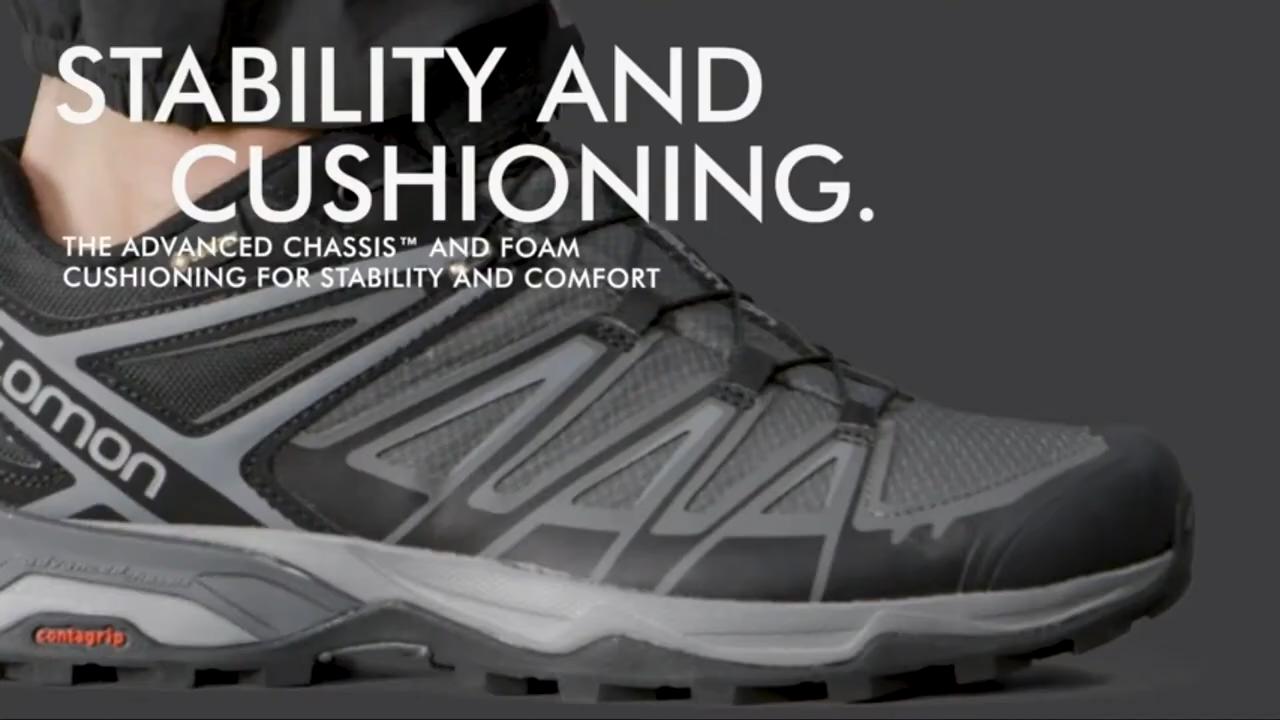 STABILITY AND
CUSHIONING.
THE ADVANCED CHASSIS™ AND FOAM
CUSHIONING FOR STABILITY AND COMFORT
lomon
contagrip